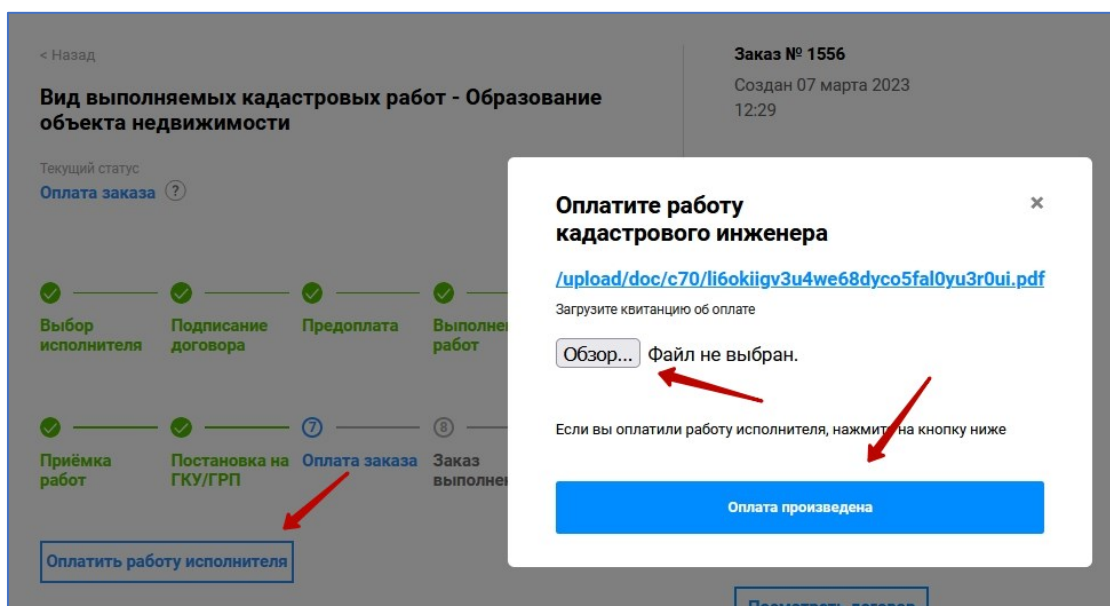 < Назад
Вид выполняемых кадастровых работ - Образование
объекта недвижимости
Текущий статус
Оплата заказа ?
Выбор
исполнителя
Подписание
договора
Предоплата
работ
Приёмка
работ
Постановка на
ГКУ/ГРП
7
Оплата заказа
8
Заказ
Оплатить работу исполнителя
Заказ № 1556
Создан 07 марта 2023
12:29
Оплатите работу
кадастрового инженера
×
/upload/doc/c70/li6okiigv3u4we68dyco5fal0yu3r0ui.pdf
Загрузите квитанцию об оплате
Обзор... Файл не выбран.
Если вы оплатили работу исполнителя, нажмите на кнопку ниже
Оплата произведена